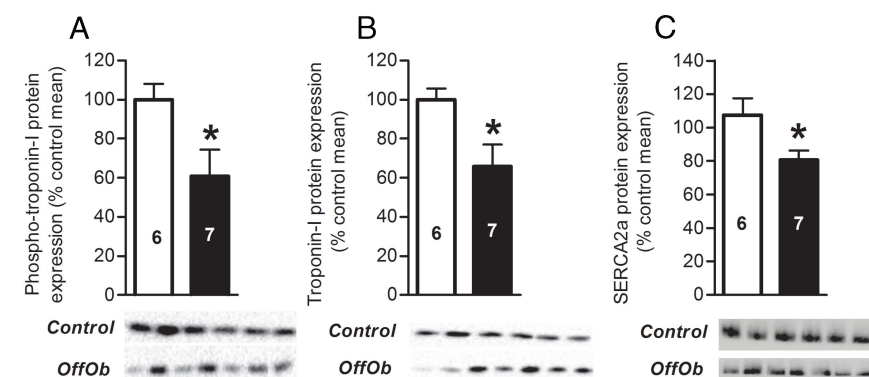 A
Phospho-troponin-I protein
expression (% control mean)
120
100
80
60
40
20
0
*
6
7
Control
OffOb
B
Troponin-I protein expression
(% control mean)
120
100
80
60
40
20
0
*
6
7
Control
OffOb
C
SERCA2a protein expression
(% control mean)
140
120
100
80
60
40
20
0
*
6
7
Control
OffOb